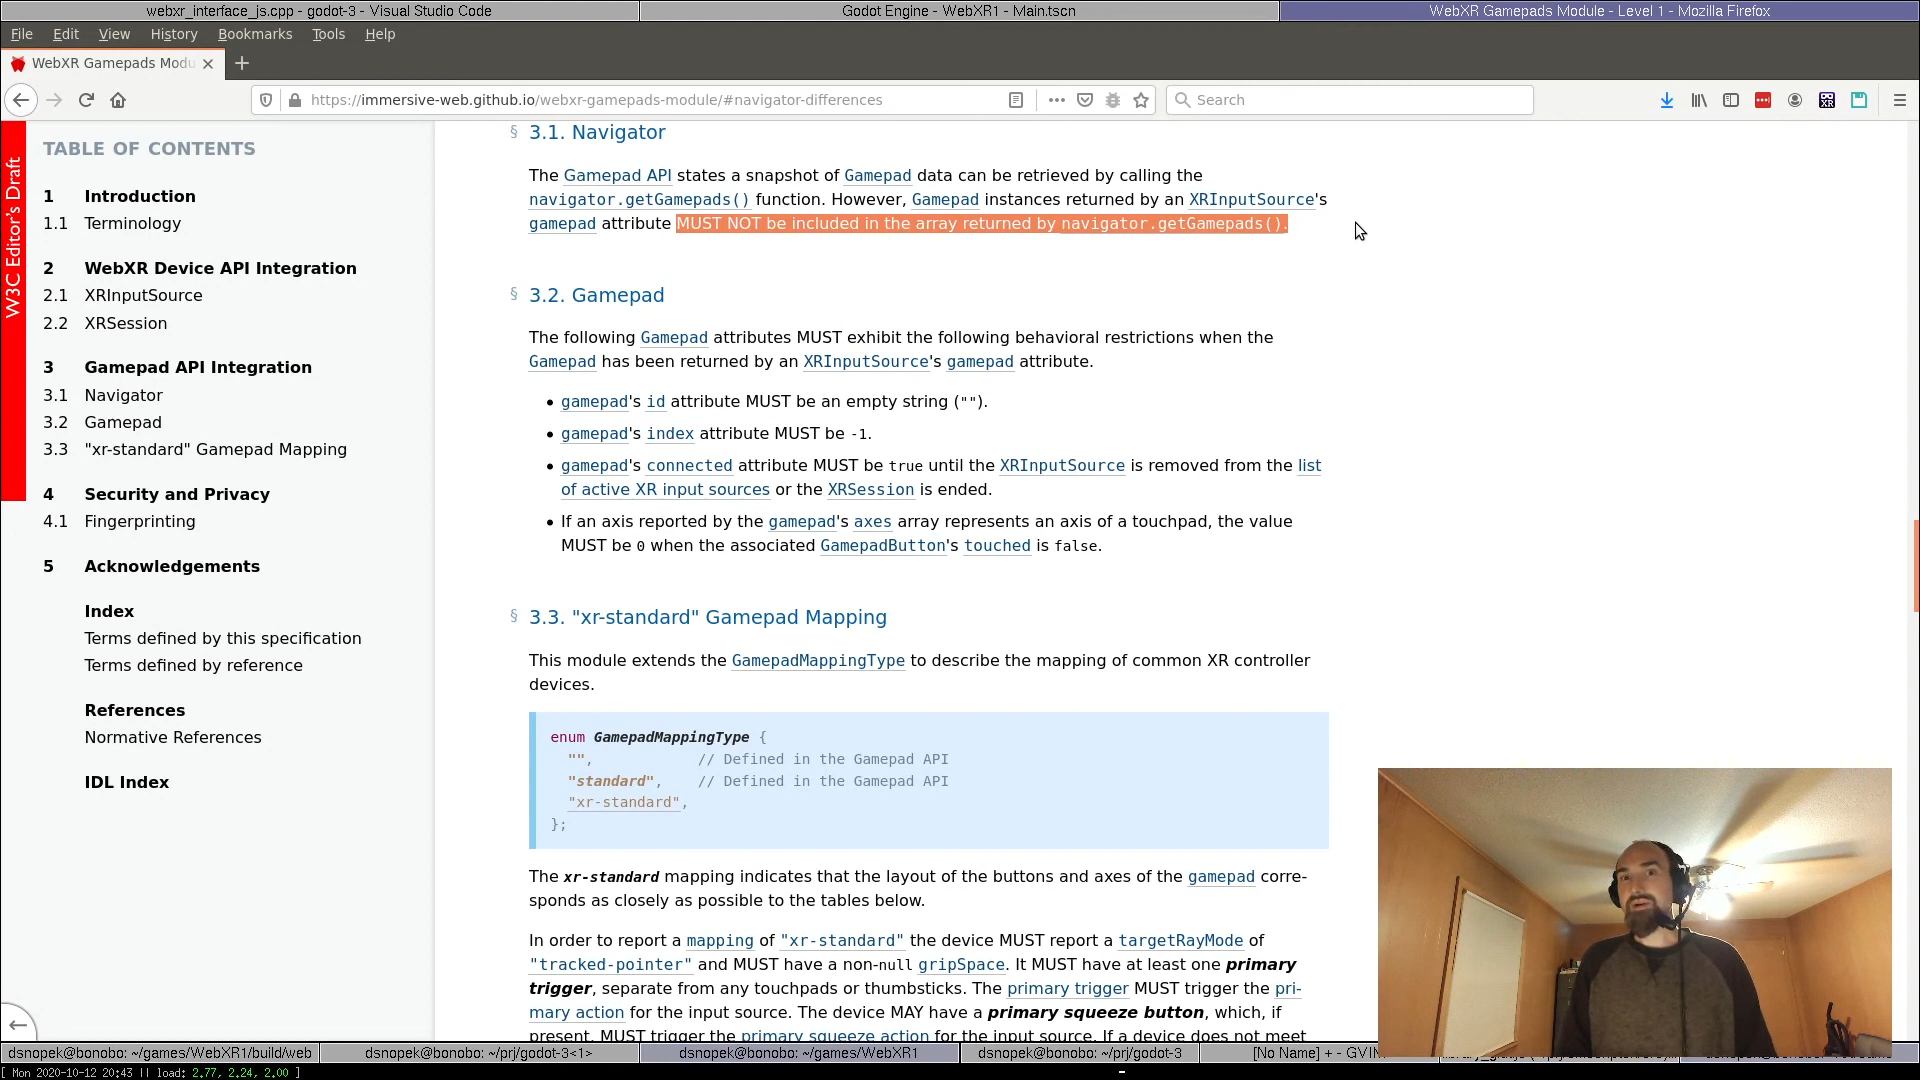 webxr_interface_js.cpp - godot-3 - Visual Studio Code
Godot Engine - WebXR1 - Main.tscn
WebXR Gamepads Module - Level 1 - Mozilla Firefox
File Edit View History Bookmarks Tools Help
WebXR Gamepads Modu
https://immersive-web.github.io/webxr-gamepads-module/#navigator-differences
Search
W3C Editor's Draft
TABLE OF CONTENTS
1 Introduction
1.1 Terminology
2 WebXR Device API Integration
2.1 XRInputSource
2.2 XRSession
3 Gamepad API Integration
3.1 Navigator
3.2 Gamepad
3.3 "xr-standard" Gamepad Mapping
4 Security and Privacy
4.1 Fingerprinting
5 Acknowledgements
Index
Terms defined by this specification
Terms defined by reference
References
Normative References
IDL Index
§ 3.1. Navigator
The Gamepad API states a snapshot of Gamepad data can be retrieved by calling the
navigator.getGamepads() function. However, Gamepad instances returned by an XRInputSource's
gamepad attribute MUST NOT be included in the array returned by navigator.getGamepads().
§ 3.2. Gamepad
The following Gamepad attributes MUST exhibit the following behavioral restrictions when the
Gamepad has been returned by an XRInputSource's gamepad attribute.
• gamepad's id attribute MUST be an empty string ("").
• gamepad's index attribute MUST be -1.
• gamepad's connected attribute MUST be true until the XRInputSource is removed from the list
of active XR input sources or the XRSession is ended.
• If an axis reported by the gamepad's axes array represents an axis of a touchpad, the value
MUST be 0 when the associated GamepadButton's touched is false.
§ 3.3. "xr-standard" Gamepad Mapping
This module extends the GamepadMappingType to describe the mapping of common XR controller
devices.
enum GamepadMappingType {
"", // Defined in the Gamepad API
"standard", // Defined in the Gamepad API
"xr-standard",
};
The xr-standard mapping indicates that the layout of the buttons and axes of the gamepad corre-
sponds as closely as possible to the tables below.
In order to report a mapping of "xr-standard" the device MUST report a targetRayMode of
"tracked-pointer" and MUST have a non-null gripSpace. It MUST have at least one primary
trigger, separate from any touchpads or thumbsticks. The primary trigger MUST trigger the pri-
mary action for the input source. The device MAY have a primary squeeze button, which, if
present, MUST trigger the primary squeeze action for the input source. If a device does not meet
dsnopek@bonobo: ~/games/WebXR1/build/web
dsnopek@bonobo: ~/prj/godot-3<1>
dsnopek@bonobo: ~/games/WebXR1
dsnopek@bonobo: ~/prj/godot-3
[No Name] + - GVIM
[ Mon 2020-10-12 20:43 || load: 2.77, 2.24, 2.00 ]